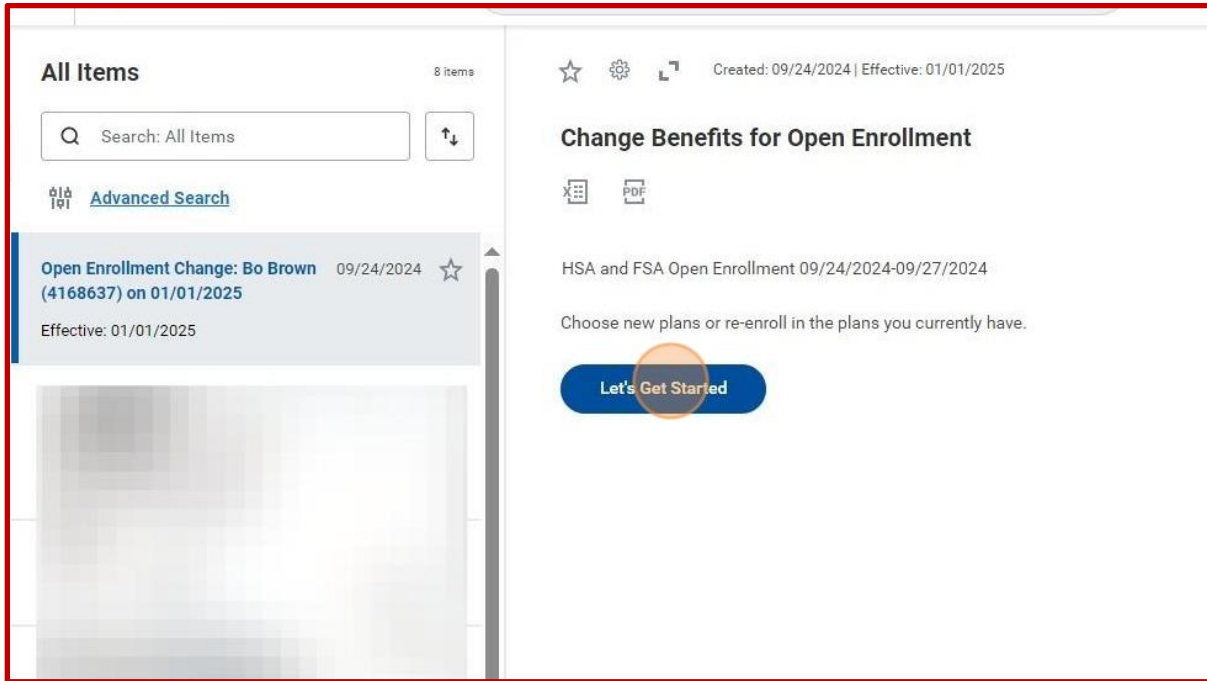 All Items
8 items
Search: All Items
Advanced Search
Open Enrollment Change: Bo Brown 09/24/2024
(4168637) on 01/01/2025
Effective: 01/01/2025
Created: 09/24/2024 | Effective: 01/01/2025
Change Benefits for Open Enrollment
X PDF
HSA and FSA Open Enrollment 09/24/2024-09/27/2024
Choose new plans or re-enroll in the plans you currently have.
Let's Get Started